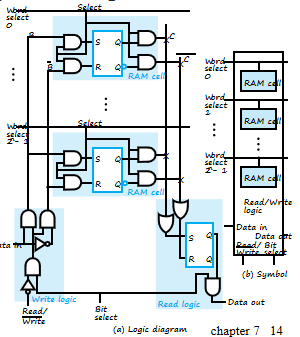 Select
Word
select
0
B
C
S Q
R Q
RAM cell
B
C
Select
Word
select
2ⁿ- 1
S Q
R Q
RAM cell
X
X
Data in
Write logic
Read/
Write
Bit
select
S Q
R Q
Read logic
Data out
(a) Logic diagram
Word
select
0
RAM cell
Word
select
1
RAM cell
Word
select
2ⁿ- 1
RAM cell
Read/Write
logic
Data in
Data out
Read/ Bit
Write select
(b) Symbol
chapter 7 14